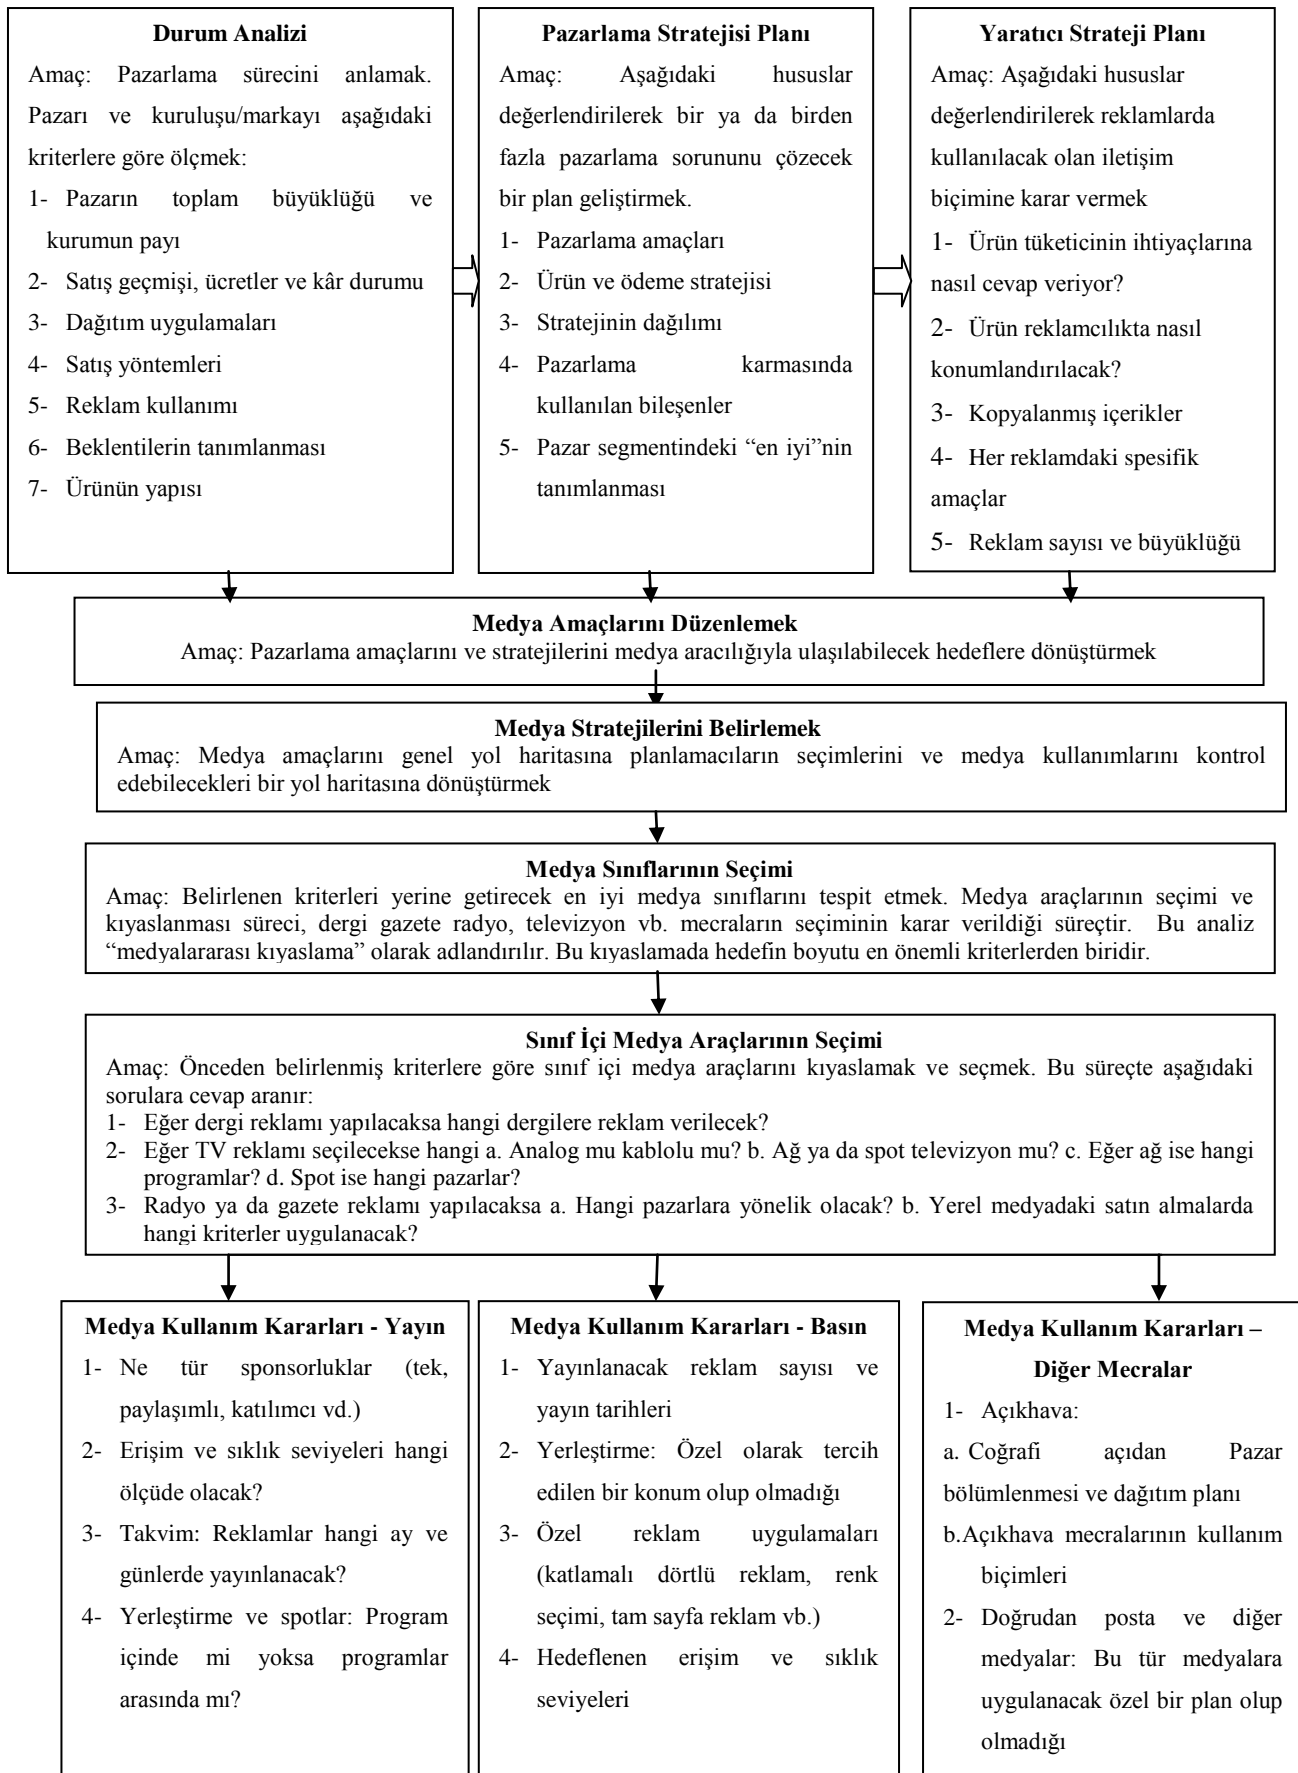 Durum Analizi
Amaç: Pazarlama sürecini anlamak.
Pazarı ve kuruluşu/markayı aşağıdaki
kriterlere göre ölçmek:
1- Pazarın toplam büyüklüğü ve
kurumun payı
2- Satış geçmişi, ücretler ve kâr durumu
3- Dağıtım uygulamaları
4- Satış yöntemleri
5- Reklam kullanımı
6- Beklentilerin tanımlanması
7- Ürünün yapısı
Pazarlama Stratejisi Planı
Amaç: Aşağıdaki hususlar
değerlendirilerek bir ya da birden
fazla pazarlama sorununu çözecek
bir plan geliştirmek.
1- Pazarlama amaçları
2- Ürün ve ödeme stratejisi
3- Stratejinin dağılımı
4- Pazarlama karmasında
kullanılan bileşenler
5- Pazar segmentindeki “en iyi”nin
tanımlanması
Yaratıcı Strateji Planı
Amaç: Aşağıdaki hususlar
değerlendirilerek reklamlarda
kullanılacak olan iletişim
biçimine karar vermek
1- Ürün tüketicinin ihtiyaçlarına
nasıl cevap veriyor?
2- Ürün reklamcılıkta nasıl
konumlandırılacak?
3- Kopyalanmış içerikler
4- Her reklamdaki spesifik
amaçlar
5- Reklam sayısı ve büyüklüğü
Medya Amaçlarını Düzenlemek
Amaç: Pazarlama amaçlarını ve stratejilerini medya aracılığıyla ulaşılabilecek hedeflere dönüştürmek
Medya Stratejilerini Belirlemek
Amaç: Medya amaçlarını genel yol haritasına planlamacıların seçimlerini ve medya kullanımlarını kontrol
edebilecekleri bir yol haritasına dönüştürmek
Medya Sınıflarının Seçimi
Amaç: Belirlenen kriterleri yerine getirecek en iyi medya sınıflarını tespit etmek. Medya araçlarının seçimi ve
kıyaslanması süreci, dergi gazete radyo, televizyon vb. mecraların seçiminin karar verildiği süreçtir. Bu analiz
“medyalararası kıyaslama” olarak adlandırılır. Bu kıyaslamada hedefin boyutu en önemli kriterlerden biridir.
Sınıf İçi Medya Araçlarının Seçimi
Amaç: Önceden belirlenmiş kriterlere göre sınıf içi medya araçlarını kıyaslamak ve seçmek. Bu süreçte aşağıdaki
sorulara cevap aranır:
1- Eğer dergi reklamı yapılacaksa hangi dergilere reklam verilecek?
2- Eğer TV reklamı seçilecekse hangi a. Analog mu kablolu mu? b. Ağ ya da spot televizyon mu? c. Eğer ağ ise hangi
programlar? d. Spot ise hangi pazarlar?
3- Radyo ya da gazete reklamı yapılacaksa a. Hangi pazarlara yönelik olacak? b. Yerel medyadaki satın almalarda
hangi kriterler uygulanacak?
Medya Kullanım Kararları - Yayın
1- Ne tür sponsorluklar (tek,
paylaşımlı, katılımcı vd.)
2- Erişim ve sıklık seviyeleri hangi
ölçüde olacak?
3- Takvim: Reklamlar hangi ay ve
günlerde yayınlanacak?
4- Yerleştirme ve spotlar: Program
içinde mi yoksa programlar
arasında mı?
Medya Kullanım Kararları - Basın
1- Yayınlanacak reklam sayısı ve
yayın tarihleri
2- Yerleştirme: Özel olarak tercih
edilen bir konum olup olmadığı
3- Özel reklam uygulamaları
(katlamalı dörtlü reklam, renk
seçimi, tam sayfa reklam vb.)
4- Hedeflenen erişim ve sıklık
seviyeleri
Medya Kullanım Kararları –
Diğer Mecralar
1- Açıkhava:
a. Coğrafi açıdan Pazar
bölümlenmesi ve dağıtım planı
b.Açıkhava mecralarının kullanım
biçimleri
2- Doğrudan posta ve diğer
medyalar: Bu tür medyalara
uygulanacak özel bir plan olup
olmadığı